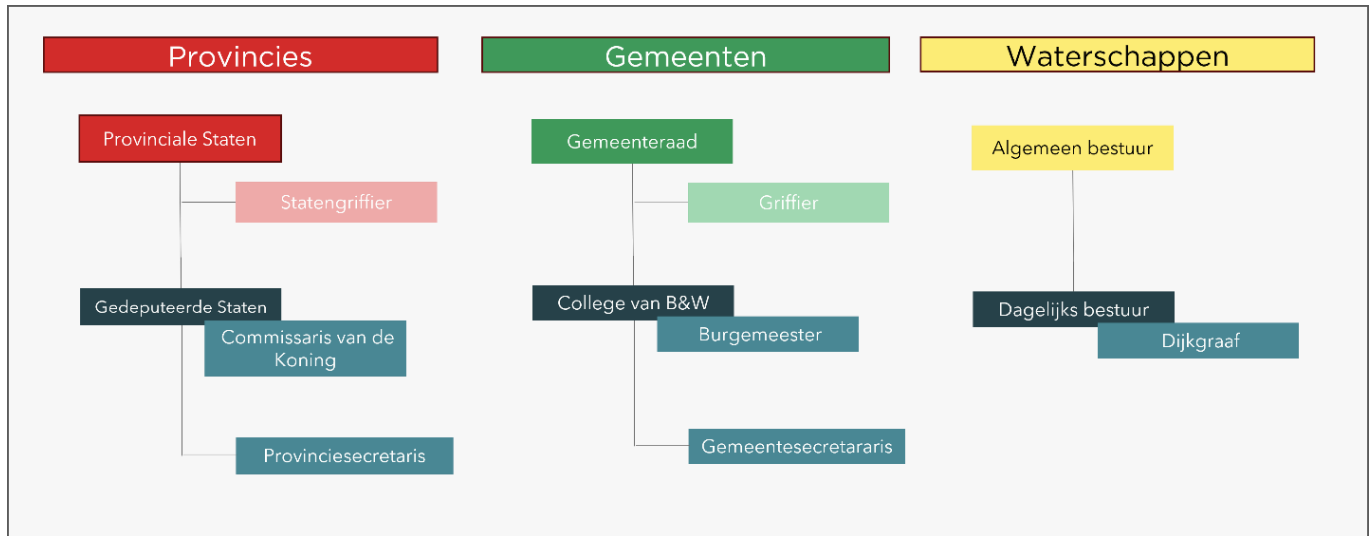 Provincies
Provinciale Staten
Statengriffier
Gedeputeerde Staten
Commissaris van de
Koning
Provinciesecretaris
Gemeenten
Gemeenteraad
Griffier
College van B&W
Burgemeester
Gemeentesecretararis
Waterschappen
Algemeen bestuur
Dagelijks bestuur
Dijkgraaf